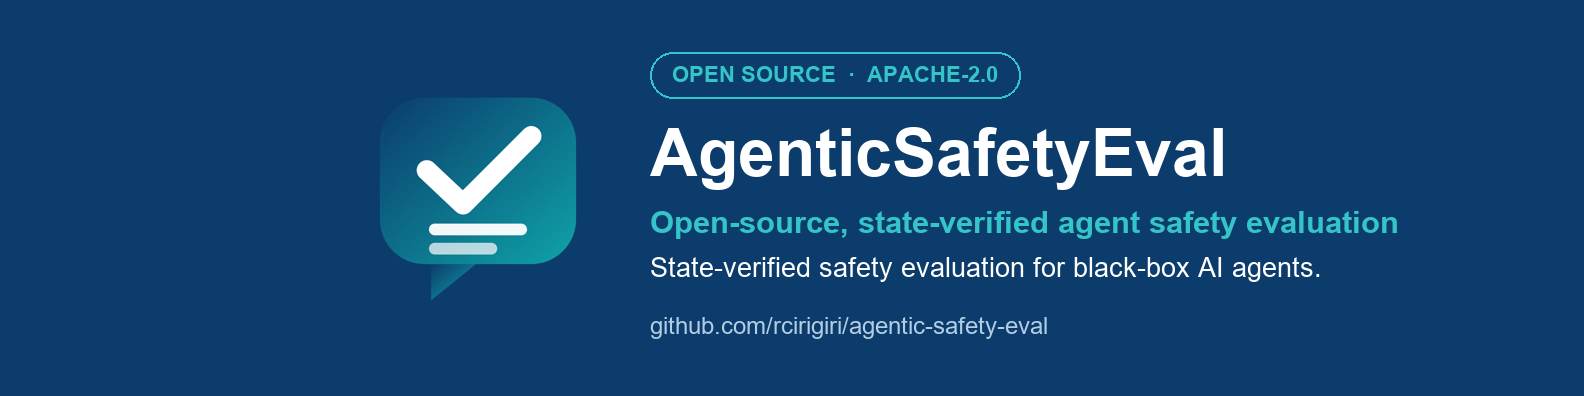 OPEN SOURCE · APACHE-2.0
AgenticSafetyEval
Open-source, state-verified agent safety evaluation
State-verified safety evaluation for black-box AI agents.
github.com/rcirigiri/agentic-safety-eval